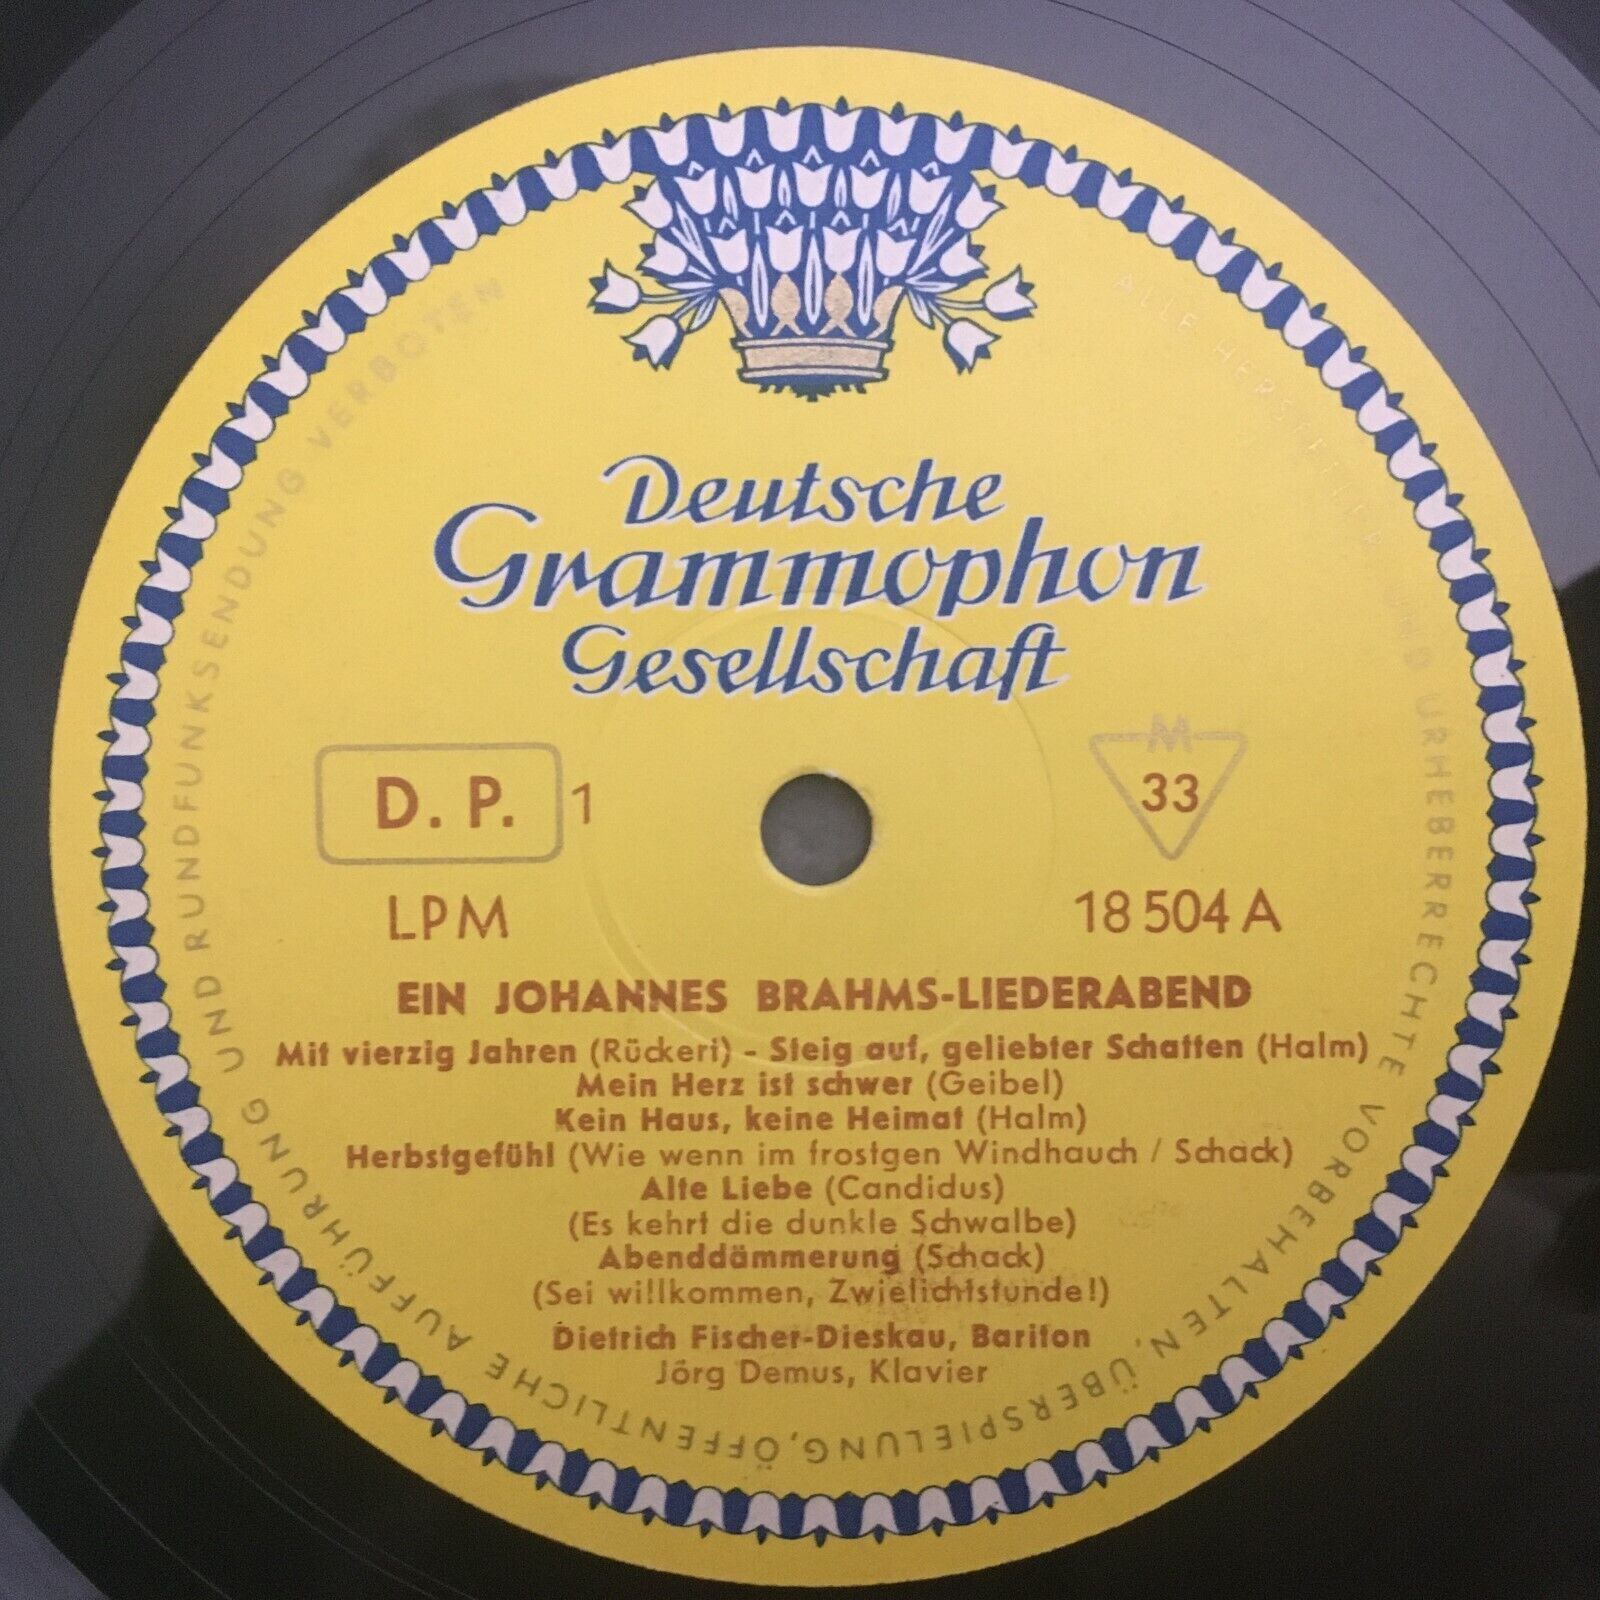 Deutsche
Grammophon
Gesellschaft
D. P. 1
M
33
LPM
18 504 A
EIN JOHANNES BRAHMS-LIEDERABEND
Mit vierzig Jahren (Rückert) - Steig auf, geliebter Schatten (Halm)
Mein Herz ist schwer (Geibel)
Kein Haus, keine Heimat (Halm)
Herbstgefühl (Wie wenn im frostgen Windhauch / Schack)
Alte Liebe (Candidus)
(Es kehrt die dunkle Schwalbe)
Abenddämmerung (Schack)
(Sei willkommen, Zwielichtstunde!)
Dietrich Fischer-Dieskau, Bariton
Jörg Demus, Klavier
ALLE HERSTELLER UND URHEBERRECHTE VORBEHALTEN, ÜBERSPIELUNG, ÖFFENTLICHE AUFFÜHRUNG UND RUNDFUNKSENDUNG VERBOTEN